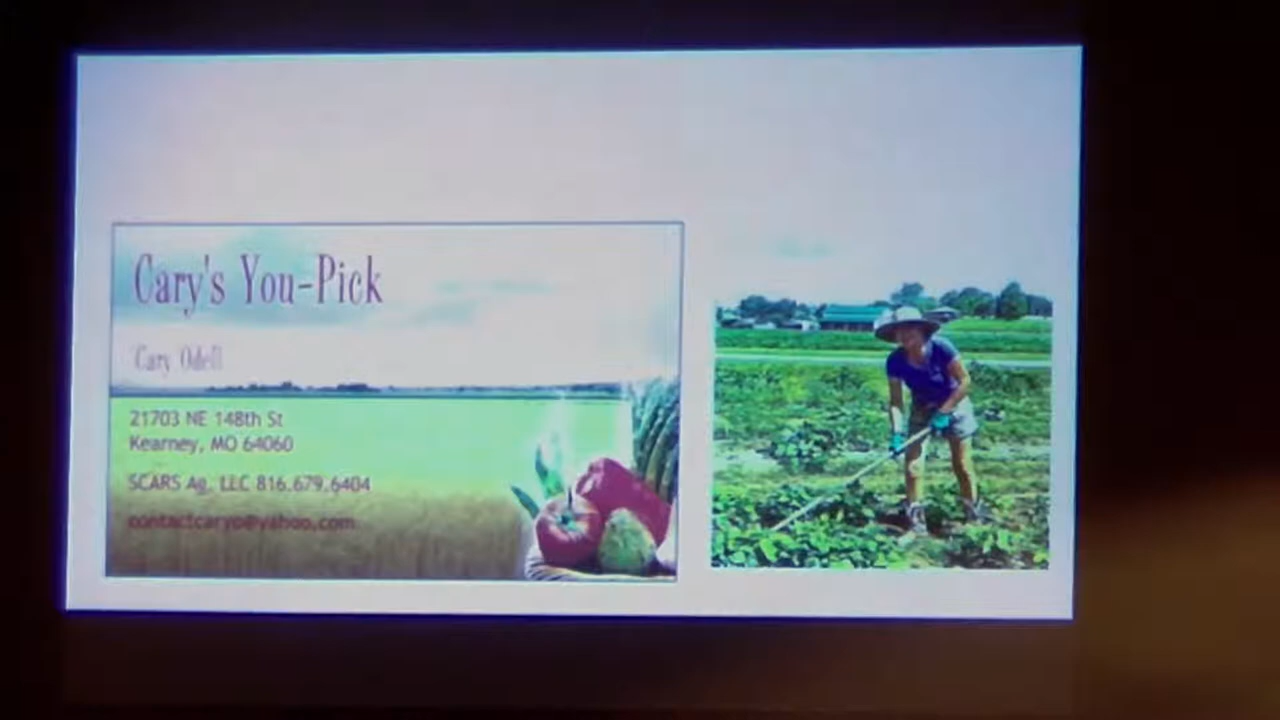 Cary's You-Pick
Cary Odell
21703 NE 148th St
Kearney, MO 64060
SCARS Ag, LLC 816.679.6404
contactcaryo@yahoo.com